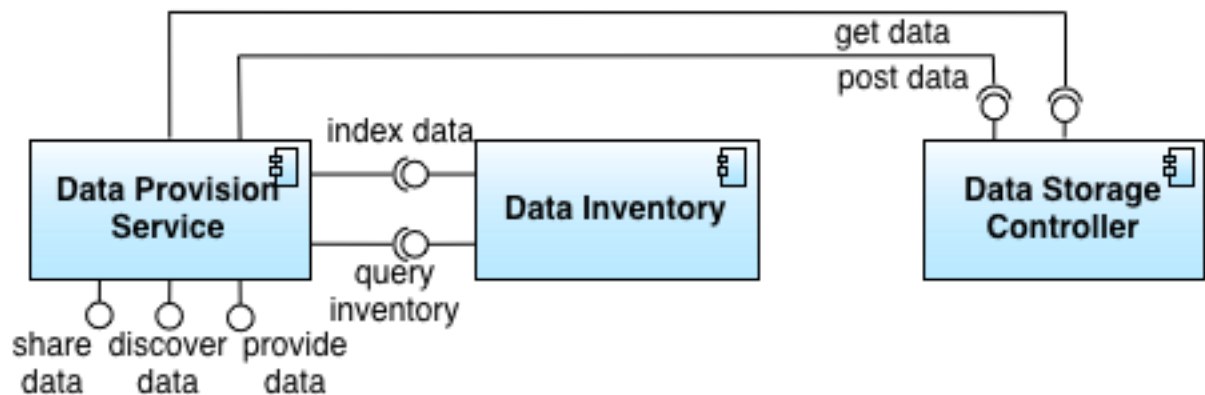 get data
post data
index data
Data Provision
Service
Data Inventory
Data Storage
Controller
query
inventory
share
data
discover
data
provide
data